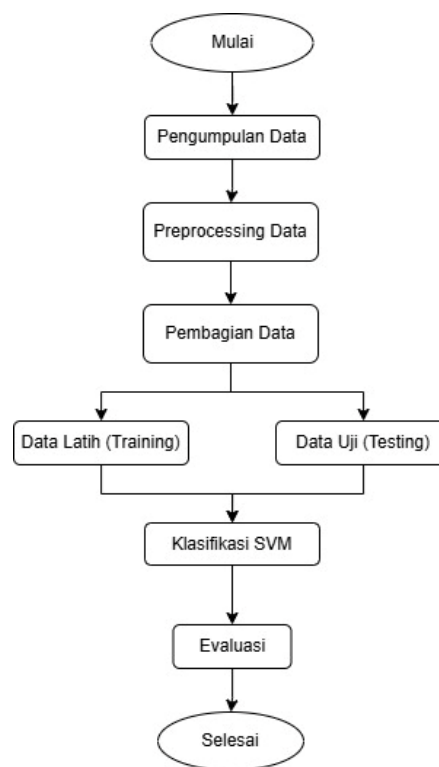 Mulai
Pengumpulan Data
Preprocessing Data
Pembagian Data
Data Latih (Training)
Data Uji (Testing)
Klasifikasi SVM
Evaluasi
Selesai